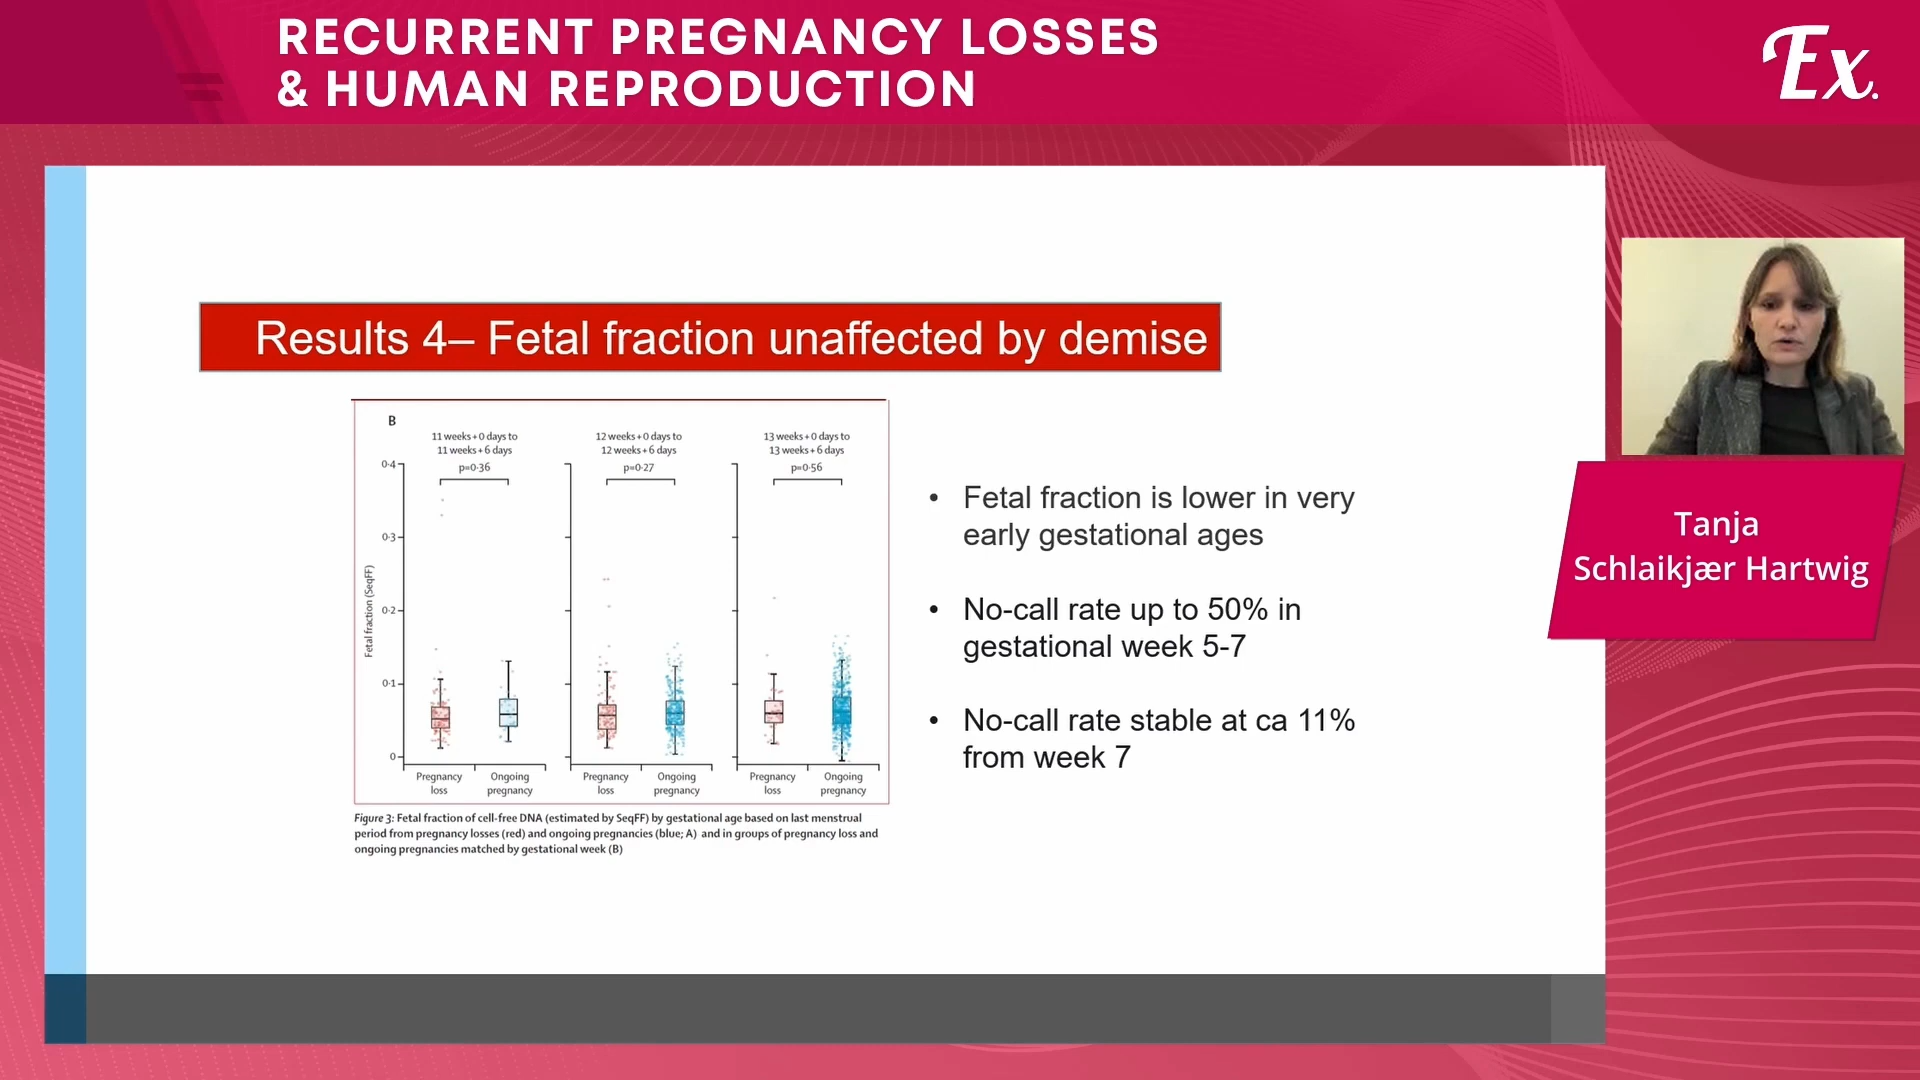 RECURRENT PREGNANCY LOSSES
& HUMAN REPRODUCTION
Ex.
Results 4– Fetal fraction unaffected by demise
B
11 weeks+0 days to
11 weeks+6 days
p=0·36
12 weeks+0 days to
12 weeks+6 days
p=0·27
13 weeks+0 days to
13 weeks+6 days
p=0·56
Fetal fraction (SeqFF)
0·4
0·3
0·2
0·1
0
Pregnancy
loss
Ongoing
pregnancy
Pregnancy
loss
Ongoing
pregnancy
Pregnancy
loss
Ongoing
pregnancy
Figure 3: Fetal fraction of cell-free DNA (estimated by SeqFF) by gestational age based on last menstrual
period from pregnancy losses (red) and ongoing pregnancies (blue; A) and in groups of pregnancy loss and
ongoing pregnancies matched by gestational week (B)
• Fetal fraction is lower in very
early gestational ages
• No-call rate up to 50% in
gestational week 5-7
• No-call rate stable at ca 11%
from week 7
Tanja
Schlaikjær Hartwig